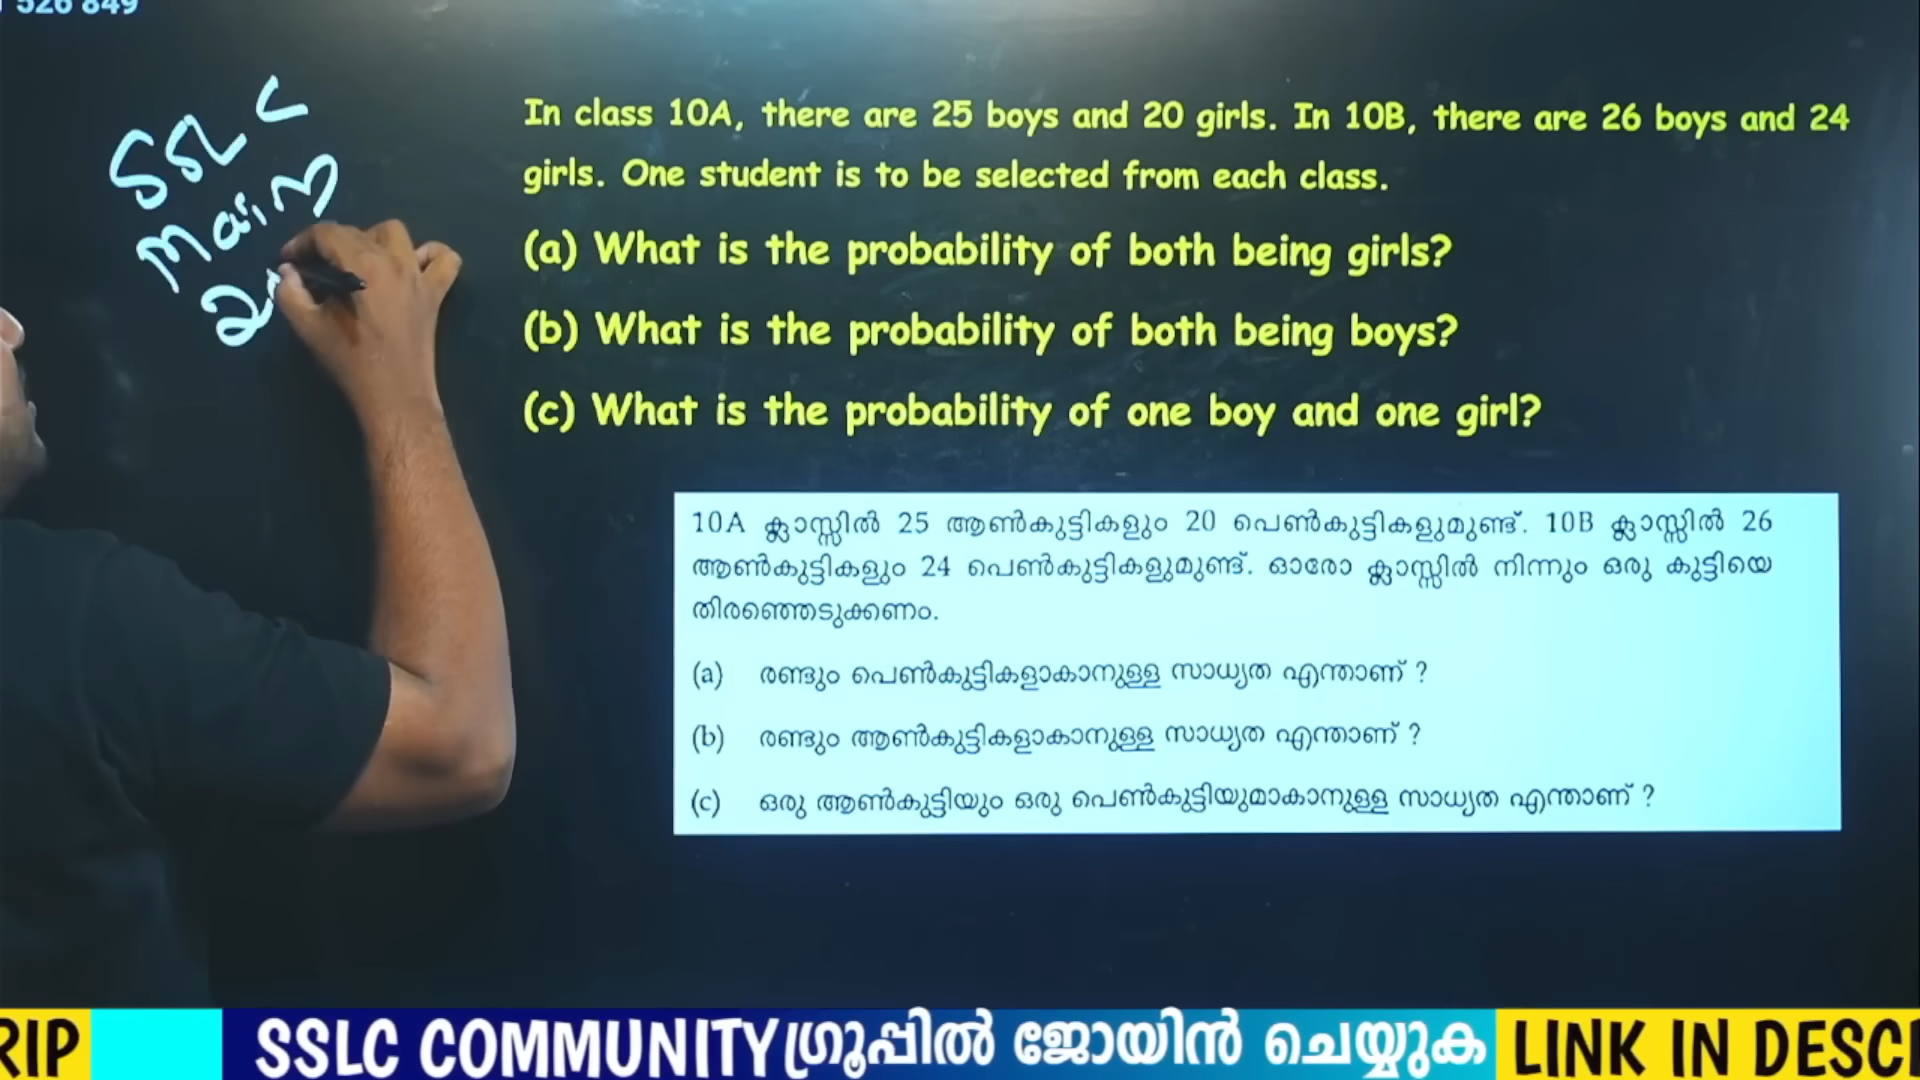 526 849
SSLC
Main
2
In class 10A, there are 25 boys and 20 girls. In 10B, there are 26 boys and 24
girls. One student is to be selected from each class.
(a) What is the probability of both being girls?
(b) What is the probability of both being boys?
(c) What is the probability of one boy and one girl?
10A ക്ലാസ്സിൽ 25 ആൺകുട്ടികളും 20 പെൺകുട്ടികളുമുണ്ട്. 10B ക്ലാസ്സിൽ 26
ആൺകുട്ടികളും 24 പെൺകുട്ടികളുമുണ്ട്. ഓരോ ക്ലാസ്സിൽ നിന്നും ഒരു കുട്ടിയെ
തിരഞ്ഞെടുക്കണം.
(a) രണ്ടും പെൺകുട്ടികളാകാനുള്ള സാധ്യത എന്താണ് ?
(b) രണ്ടും ആൺകുട്ടികളാകാനുള്ള സാധ്യത എന്താണ് ?
(c) ഒരു ആൺകുട്ടിയും ഒരു പെൺകുട്ടിയുമാകാനുള്ള സാധ്യത എന്താണ് ?
RIP SSLC COMMUNITY ഗ്രൂപ്പിൽ ജോയിൻ ചെയ്യുക LINK IN DESC